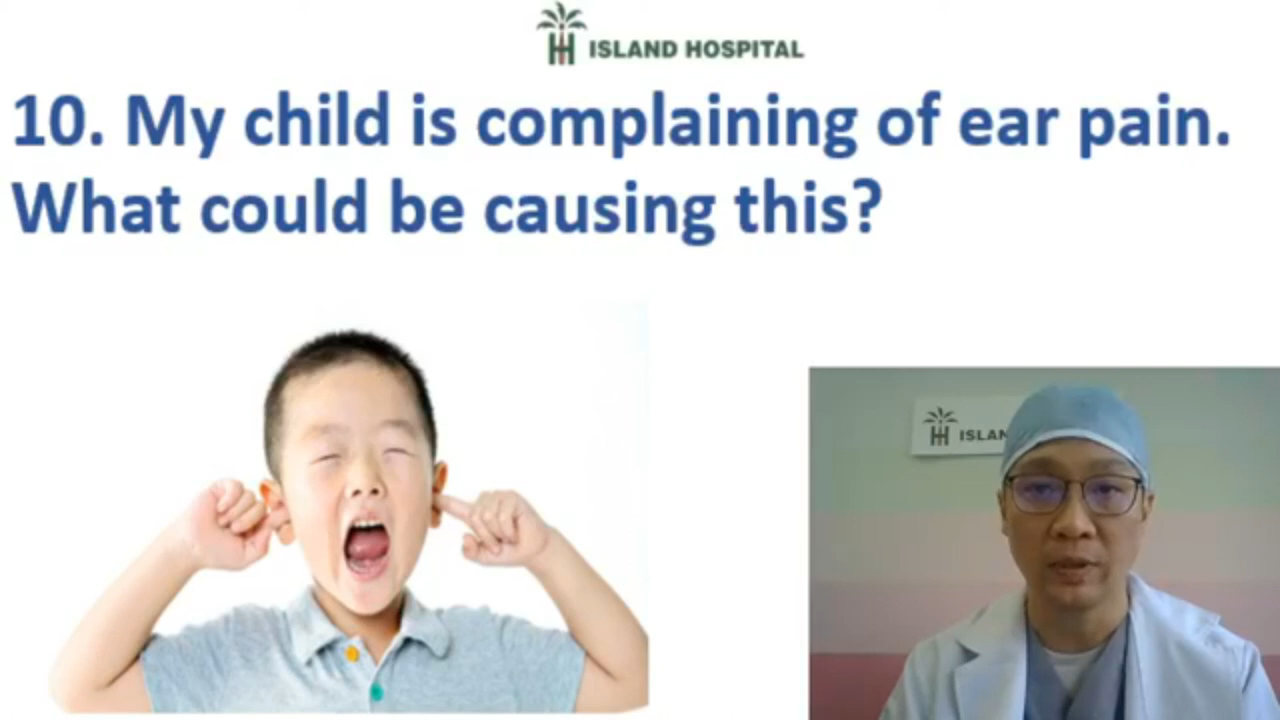 ISLAND HOSPITAL
10. My child is complaining of ear pain.
What could be causing this?
ISLAN